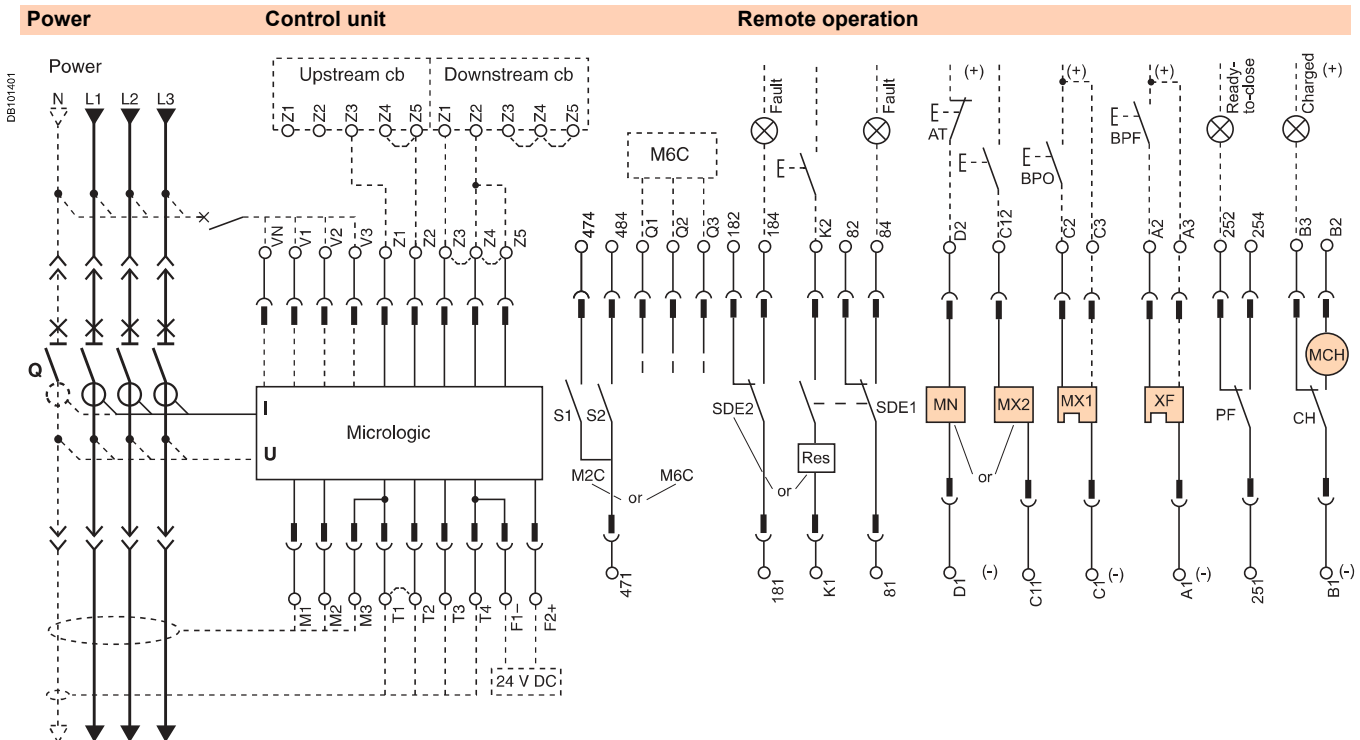 Power Control unit Remote operation
DB101401
Power
N L1 L2 L3
Upstream cb Downstream cb
Z1 Z2 Z3 Z4 Z5 Z1 Z2 Z3 Z4 Z5
M6C
Fault
Fault
AT
(+)
BPO
(+)
BPF
(+)
Ready-
to-close
Charged
(+)
VN V1 V2 V3 Z1 Z2 Z3 Z4 Z5
474 484 Q1 Q2 Q3 182 184 K2 82 84 D2 C12 C2 C3 A2 A3 252 254 B3 B2
Q
I
U
Micrologic
S1 S2
M2C or M6C
SDE2
or
Res
SDE1
MN
or
MX2
MX1
XF
PF
CH
MCH
M1 M2 M3 T1 T2 T3 T4 F1– F2+
24 V DC
471 181 K1 81 D1 (-) C11 C1 (-) A1 (-) 251 B1 (-)